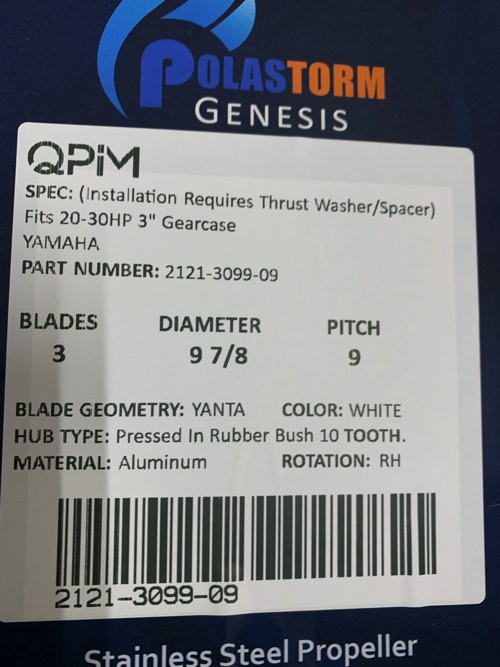 POLASTORM
GENESIS
QPiM
SPEC: (Installation Requires Thrust Washer/Spacer)
Fits 20-30HP 3" Gearcase
YAMAHA
PART NUMBER: 2121-3099-09
BLADES DIAMETER PITCH
3 9 7/8 9
BLADE GEOMETRY: YANTA COLOR: WHITE
HUB TYPE: Pressed In Rubber Bush 10 TOOTH.
MATERIAL: Aluminum ROTATION: RH
2121-3099-09
Stainless Steel Propeller